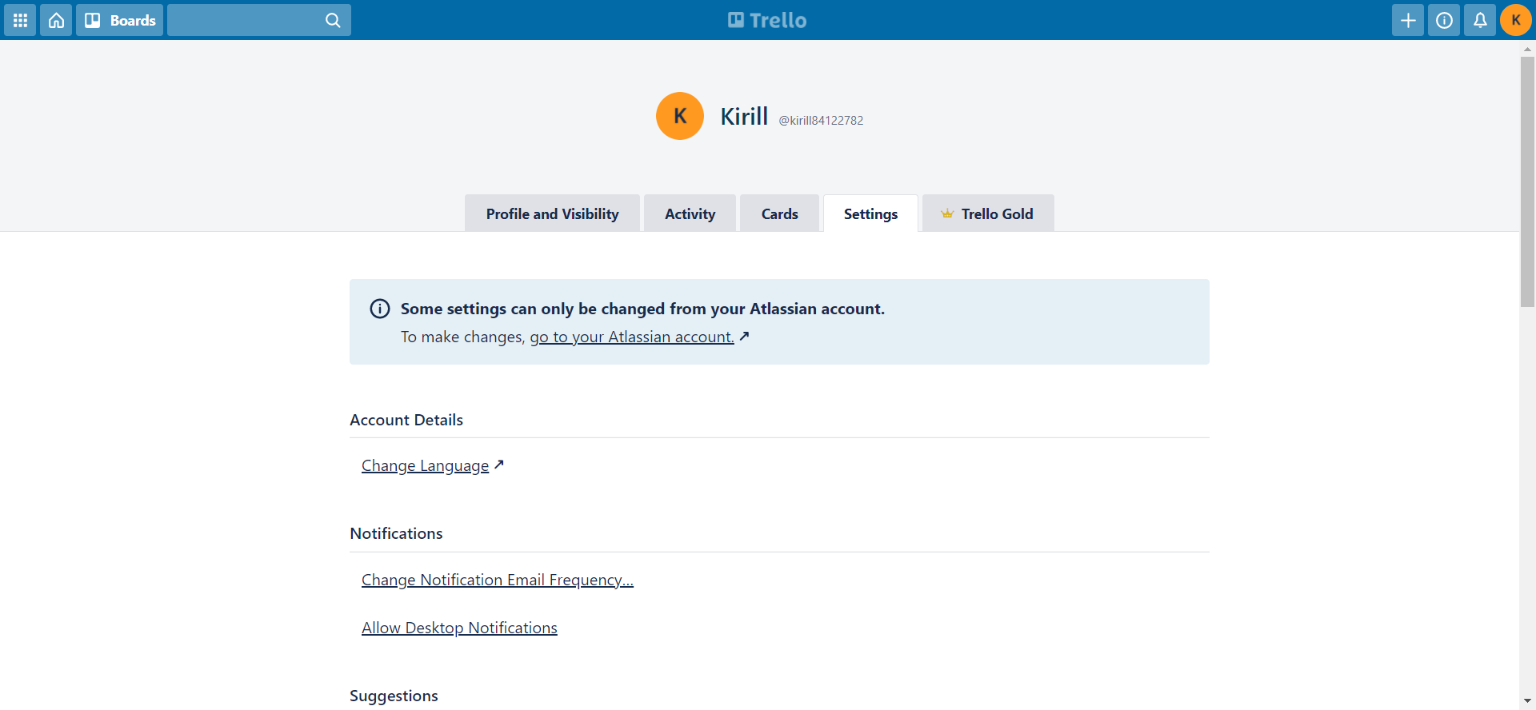 Boards
Trello
K
K
Kirill @kirill84122782
Profile and Visibility
Activity
Cards
Settings
Trello Gold
Some settings can only be changed from your Atlassian account.
To make changes, go to your Atlassian account.
Account Details
Change Language
Notifications
Change Notification Email Frequency...
Allow Desktop Notifications
Suggestions